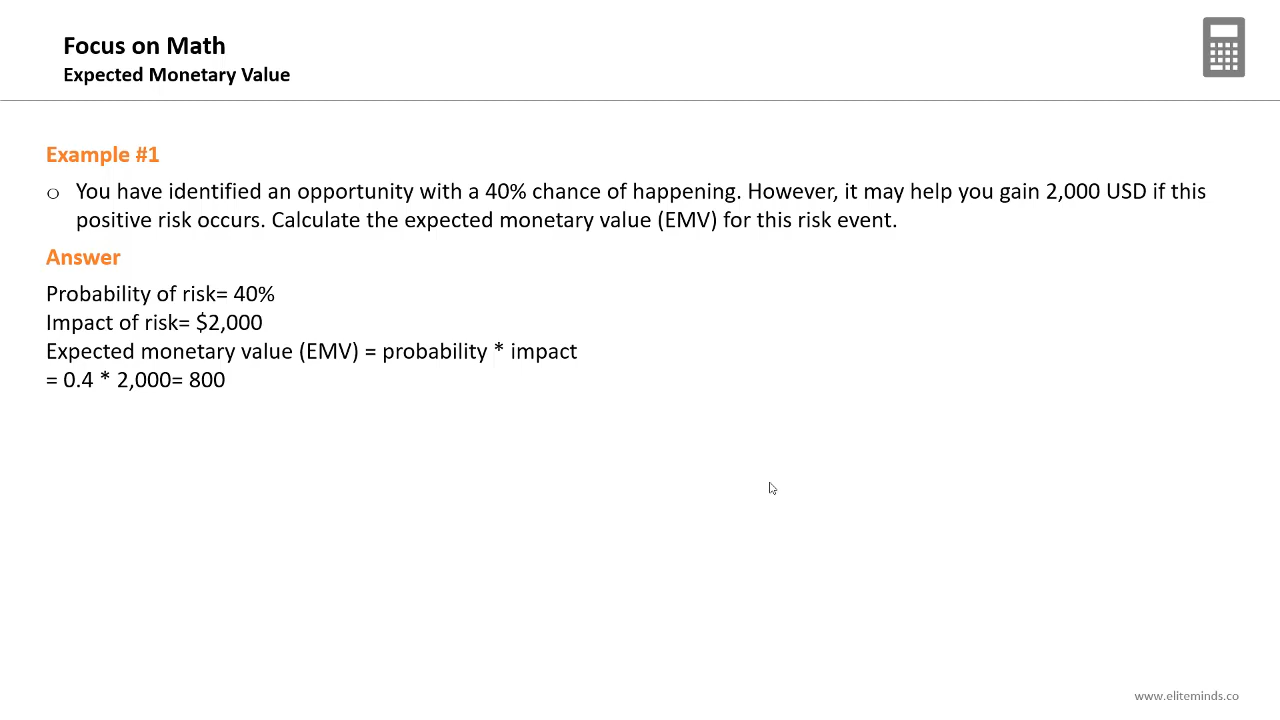 Focus on Math
Expected Monetary Value
Example #1
o You have identified an opportunity with a 40% chance of happening. However, it may help you gain 2,000 USD if this
positive risk occurs. Calculate the expected monetary value (EMV) for this risk event.
Answer
Probability of risk= 40%
Impact of risk= $2,000
Expected monetary value (EMV) = probability * impact
= 0.4 * 2,000= 800
www.eliteminds.co